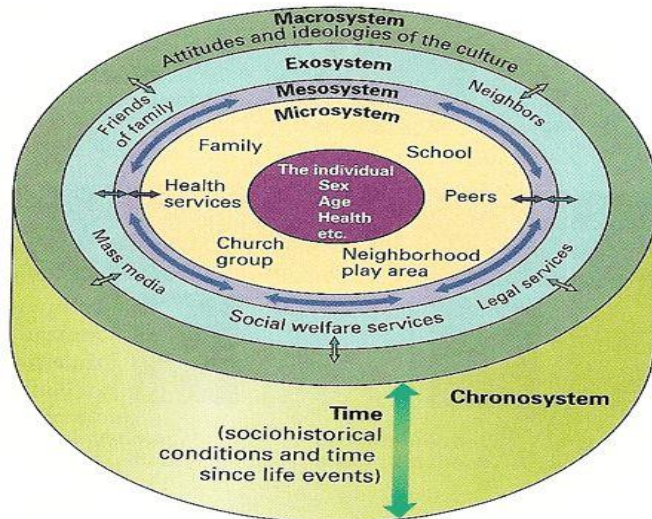 Macrosystem
Attitudes and ideologies of the culture
Exosystem
Friends
of family
Neighbors
Mesosystem
Microsystem
Family
School
The individual
Sex
Age
Health
etc.
Health
services
Peers
Church
group
Neighborhood
play area
Mass media
Legal services
Social welfare services
Chronosystem
Time
(sociohistorical
conditions and time
since life events)